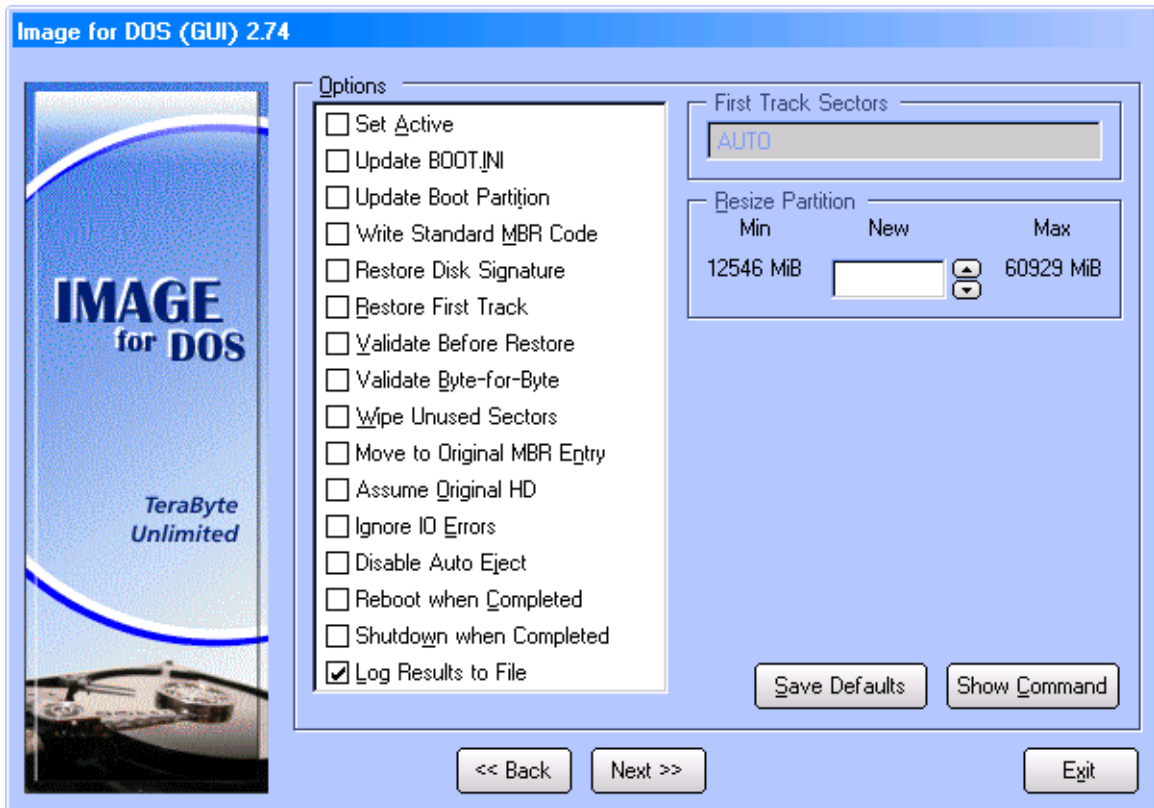 Image for DOS (GUI) 2.74
IMAGE
for DOS
TeraByte
Unlimited
Options
Set Active
Update BOOT.INI
Update Boot Partition
Write Standard MBR Code
Restore Disk Signature
Restore First Track
Validate Before Restore
Validate Byte-for-Byte
Wipe Unused Sectors
Move to Original MBR Entry
Assume Original HD
Ignore IO Errors
Disable Auto Eject
Reboot when Completed
Shutdown when Completed
Log Results to File
First Track Sectors
AUTO
Resize Partition
Min New Max
12546 MiB 60929 MiB
Save Defaults Show Command
<< Back Next >> Exit